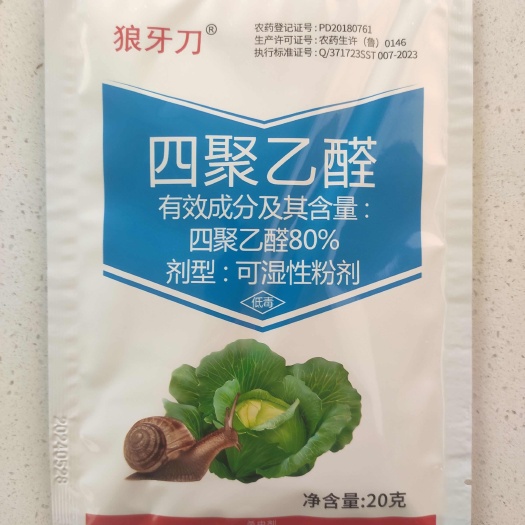 狼牙刀®
农药登记证号:PD20180761
生产许可证号:农药生许(鲁)0146
执行标准证号:Q/371723SST 007-2023
四聚乙醛
有效成分及其含量:
四聚乙醛80%
剂型:可湿性粉剂
低毒
20240528
净含量:20克